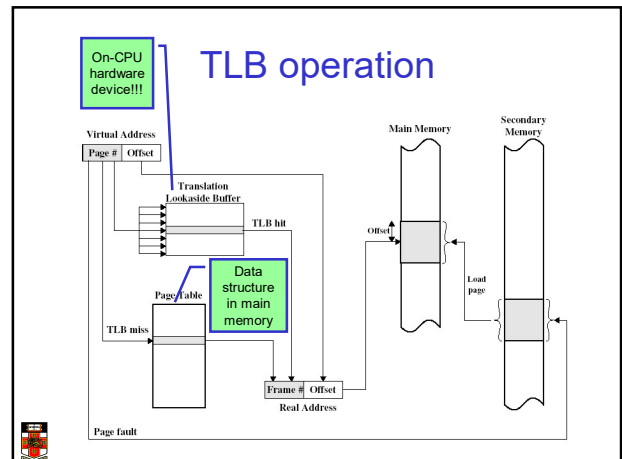 TLB operation
On-CPU
hardware
device!!!
Virtual Address
Page # Offset
Translation
Lookaside Buffer
TLB hit
Main Memory
Secondary
Memory
Offset
Load
page
Data
structure
in main
memory
Page Table
TLB miss
Frame # Offset
Real Address
Page fault